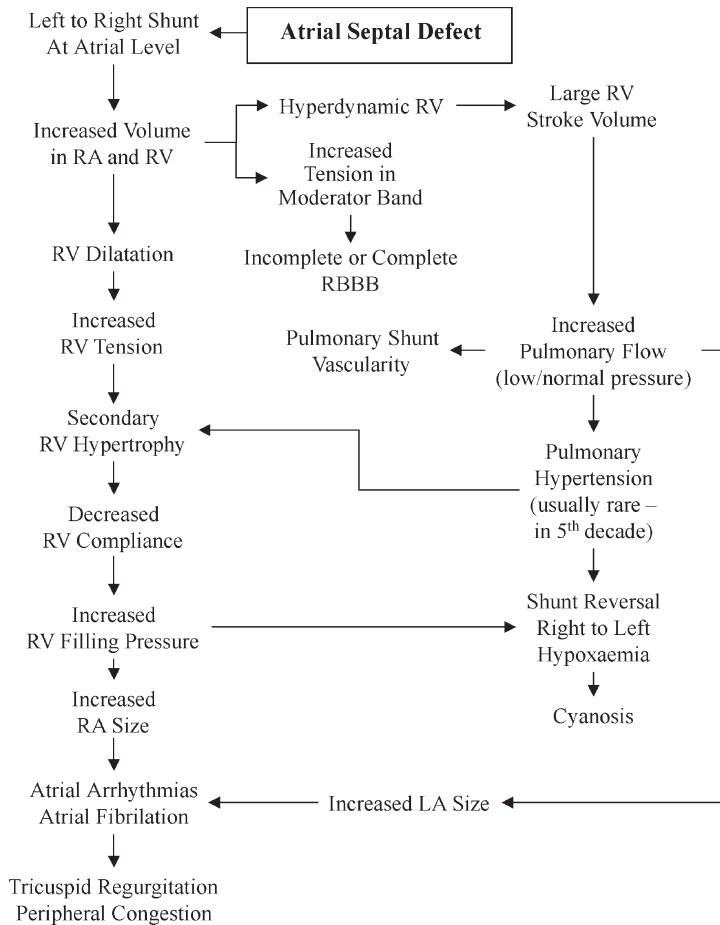 Left to Right Shunt
At Atrial Level
Atrial Septal Defect
Increased Volume
in RA and RV
Hyperdynamic RV
Large RV
Stroke Volume
Increased
Tension in
Moderator Band
Incomplete or Complete
RBBB
RV Dilatation
Increased
RV Tension
Pulmonary Shunt
Vascularity
Increased
Pulmonary Flow
(low/normal pressure)
Secondary
RV Hypertrophy
Pulmonary
Hypertension
(usually rare –
in 5th decade)
Decreased
RV Compliance
Increased
RV Filling Pressure
Shunt Reversal
Right to Left
Hypoxaemia
Increased
RA Size
Cyanosis
Atrial Arrhythmias
Atrial Fibrilation
Increased LA Size
Tricuspid Regurgitation
Peripheral Congestion